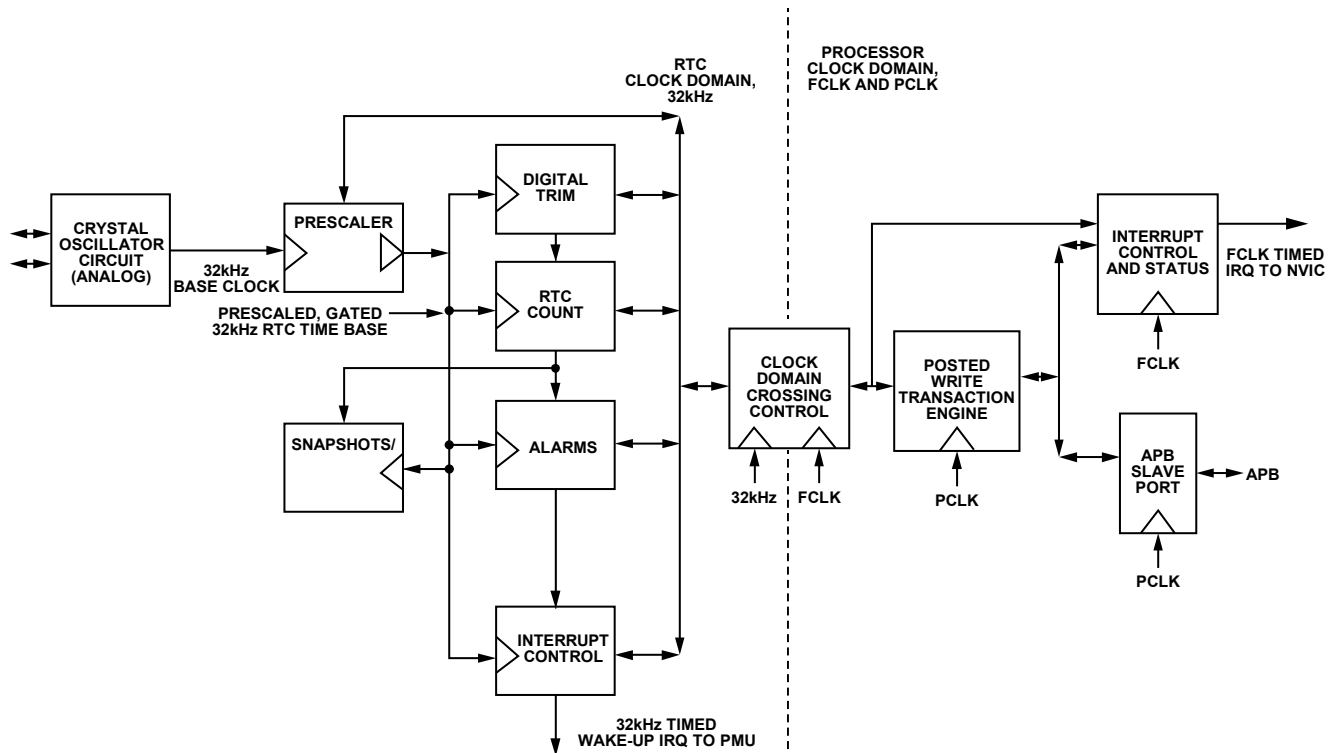 RTC
CLOCK DOMAIN,
32kHz
PROCESSOR
CLOCK DOMAIN,
FCLK AND PCLK
CRYSTAL
OSCILLATOR
CIRCUIT
(ANALOG)
32kHz
BASE CLOCK
PRESCALER
PRESCALED, GATED
32kHz RTC TIME BASE
DIGITAL
TRIM
RTC
COUNT
SNAPSHOTS/
ALARMS
INTERRUPT
CONTROL
32kHz TIMED
WAKE-UP IRQ TO PMU
CLOCK
DOMAIN
CROSSING
CONTROL
32kHz
FCLK
POSTED
WRITE
TRANSACTION
ENGINE
PCLK
INTERRUPT
CONTROL
AND STATUS
FCLK TIMED
IRQ TO NVIC
FCLK
APB
SLAVE
PORT
APB
PCLK